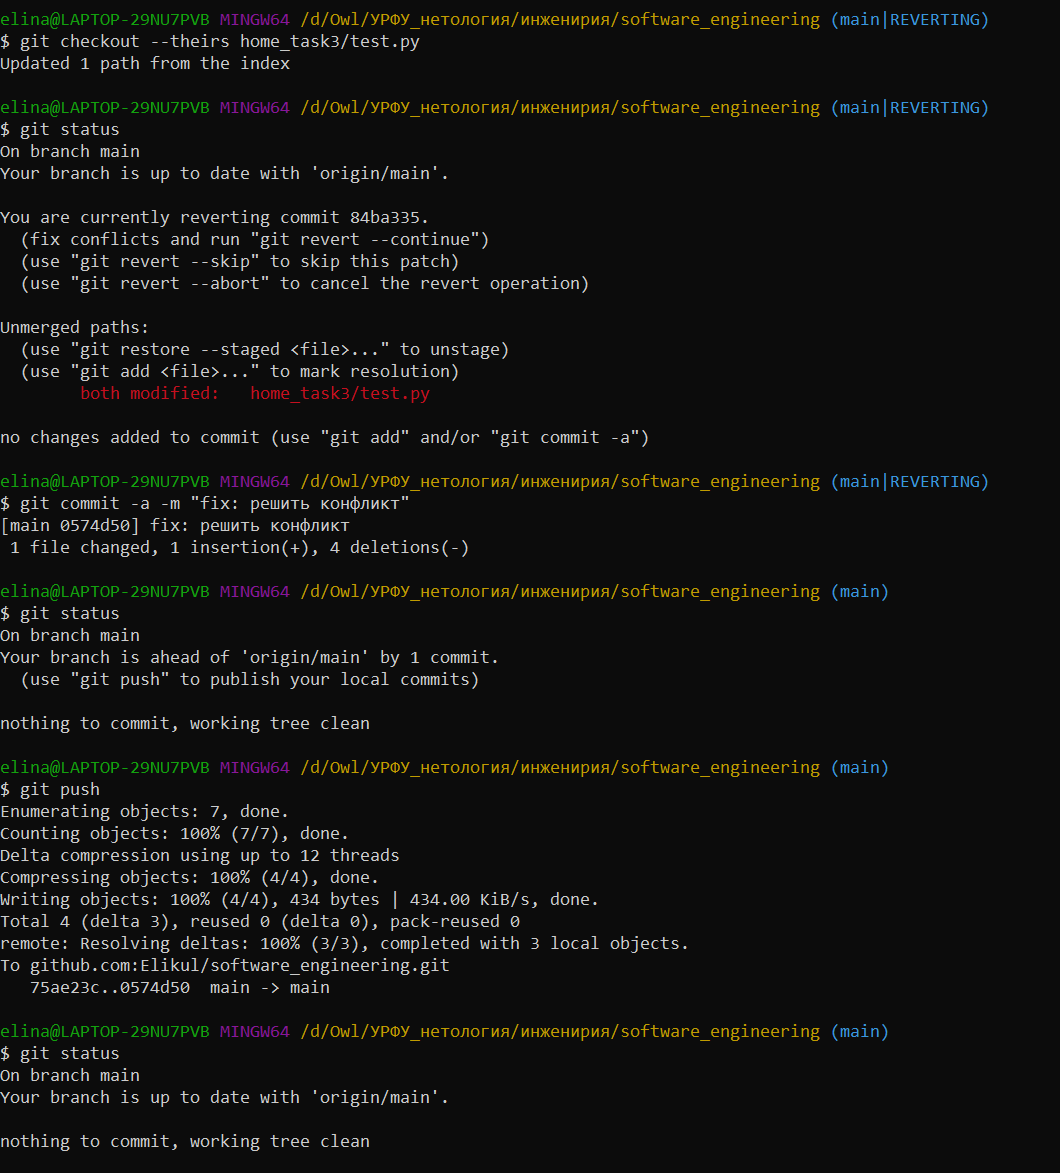 elina@LAPTOP-29NU7PVB MINGW64 /d/Owl/УРФУ_нетология/инженирия/software_engineering (main|REVERTING)
$ git checkout --theirs home_task3/test.py
Updated 1 path from the index

elina@LAPTOP-29NU7PVB MINGW64 /d/Owl/УРФУ_нетология/инженирия/software_engineering (main|REVERTING)
$ git status
On branch main
Your branch is up to date with 'origin/main'.

You are currently reverting commit 84ba335.
  (fix conflicts and run "git revert --continue")
  (use "git revert --skip" to skip this patch)
  (use "git revert --abort" to cancel the revert operation)

Unmerged paths:
  (use "git restore --staged <file>..." to unstage)
  (use "git add <file>..." to mark resolution)
        both modified:   home_task3/test.py

no changes added to commit (use "git add" and/or "git commit -a")

elina@LAPTOP-29NU7PVB MINGW64 /d/Owl/УРФУ_нетология/инженирия/software_engineering (main|REVERTING)
$ git commit -a -m "fix: решить конфликт"
[main 0574d50] fix: решить конфликт
 1 file changed, 1 insertion(+), 4 deletions(-)

elina@LAPTOP-29NU7PVB MINGW64 /d/Owl/УРФУ_нетология/инженирия/software_engineering (main)
$ git status
On branch main
Your branch is ahead of 'origin/main' by 1 commit.
  (use "git push" to publish your local commits)

nothing to commit, working tree clean

elina@LAPTOP-29NU7PVB MINGW64 /d/Owl/УРФУ_нетология/инженирия/software_engineering (main)
$ git push
Enumerating objects: 7, done.
Counting objects: 100% (7/7), done.
Delta compression using up to 12 threads
Compressing objects: 100% (4/4), done.
Writing objects: 100% (4/4), 434 bytes | 434.00 KiB/s, done.
Total 4 (delta 3), reused 0 (delta 0), pack-reused 0
remote: Resolving deltas: 100% (3/3), completed with 3 local objects.
To github.com:Elikul/software_engineering.git
   75ae23c..0574d50  main -> main

elina@LAPTOP-29NU7PVB MINGW64 /d/Owl/УРФУ_нетология/инженирия/software_engineering (main)
$ git status
On branch main
Your branch is up to date with 'origin/main'.

nothing to commit, working tree clean